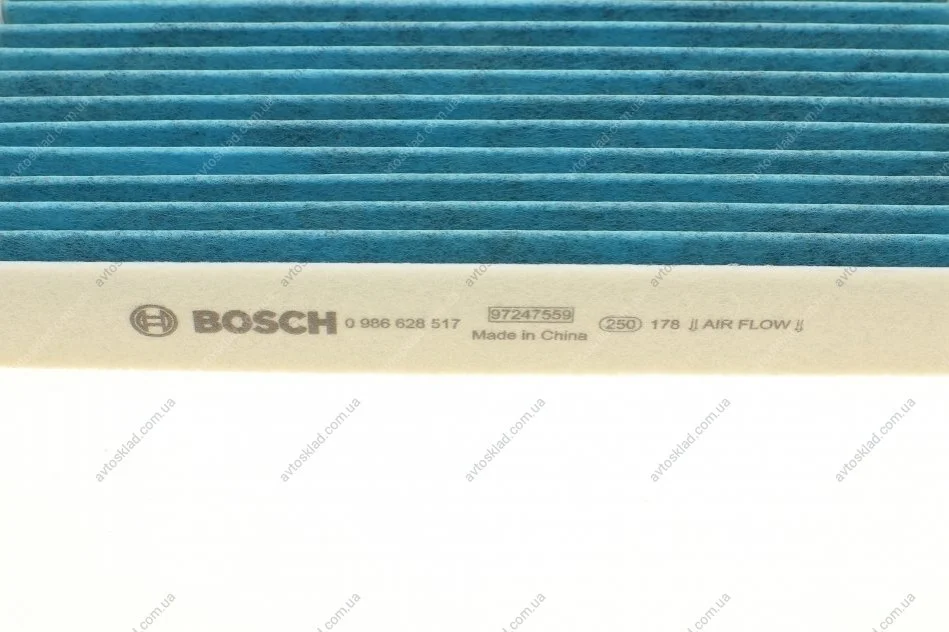 BOSCH 0 986 628 517 97247559 250 178 ⇓ AIR FLOW ⇓
Made in China
avtosklad.com.ua